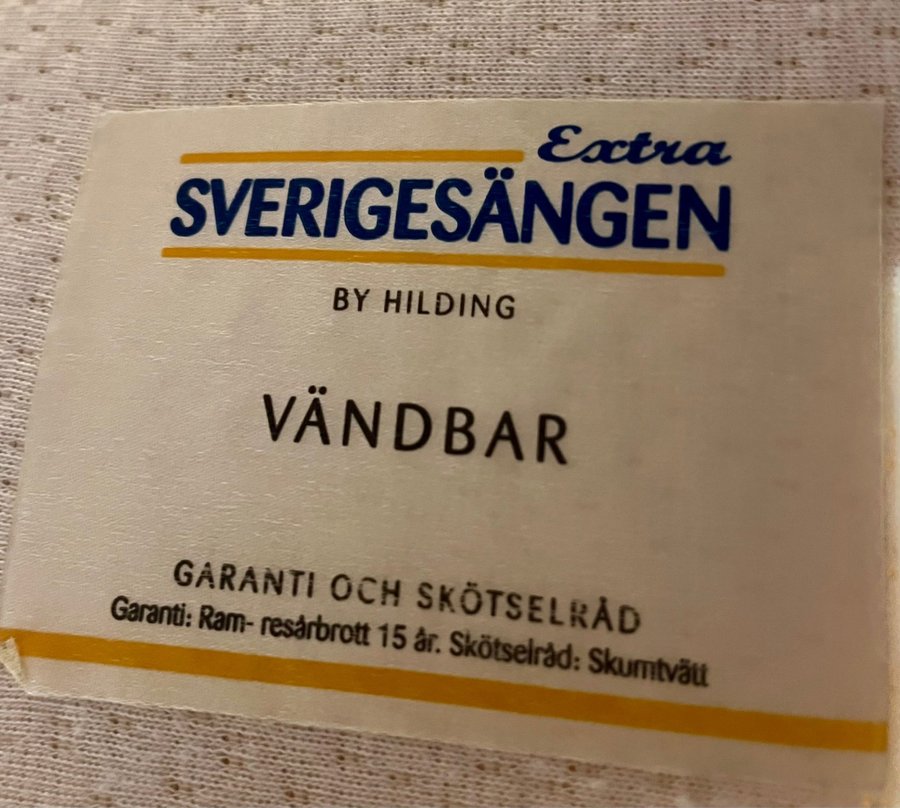 Extra
SVERIGESÄNGEN
BY HILDING
VÄNDBAR
GARANTI OCH SKÖTSELRÅD
Garanti: Ram- resårbrott 15 år. Skötselråd: Skumtvätt